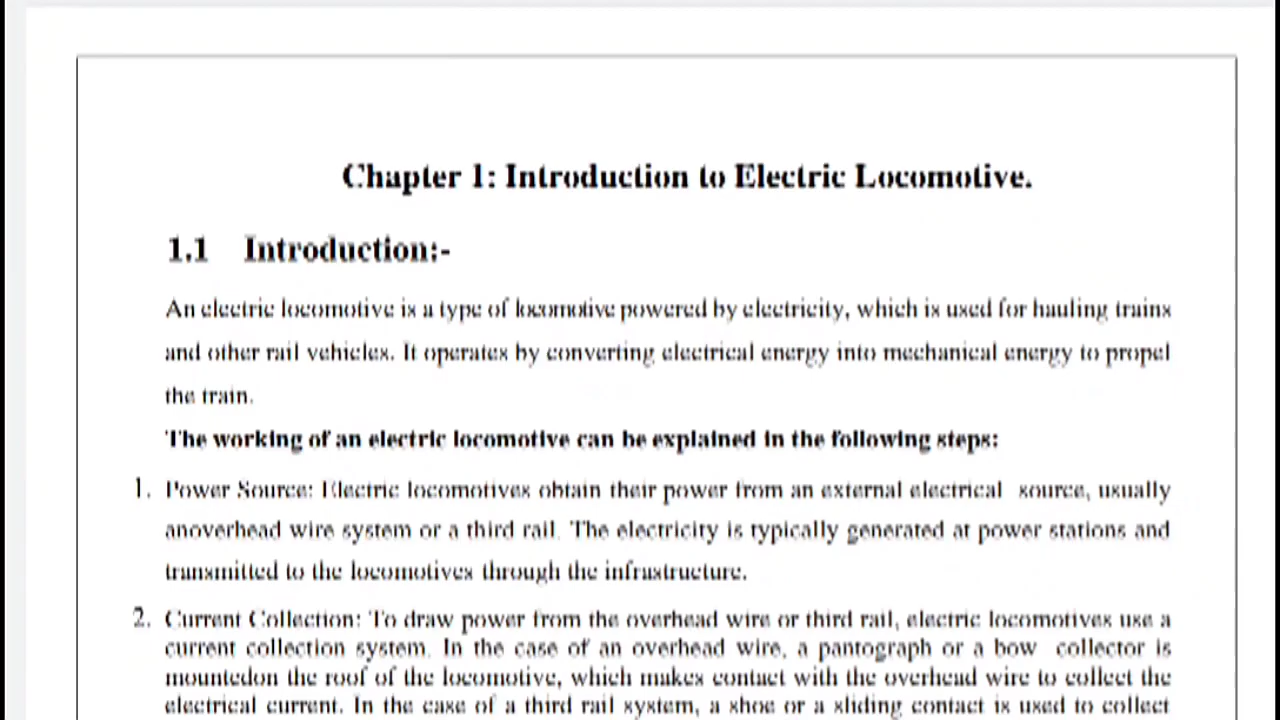 Chapter 1: Introduction to Electric Locomotive.
1.1 Introduction:-
An electric locomotive is a type of locomotive powered by electricity, which is used for hauling trains
and other rail vehicles. It operates by converting electrical energy into mechanical energy to propel
the train.
The working of an electric locomotive can be explained in the following steps:
1. Power Source: Electric locomotives obtain their power from an external electrical source, usually
anoverhead wire system or a third rail. The electricity is typically generated at power stations and
transmitted to the locomotives through the infrastructure.
2. Current Collection: To draw power from the overhead wire or third rail, electric locomotives use a
current collection system. In the case of an overhead wire, a pantograph or a bow collector is
mountedon the roof of the locomotive, which makes contact with the overhead wire to collect the
electrical current. In the case of a third rail system, a shoe or a sliding contact is used to collect